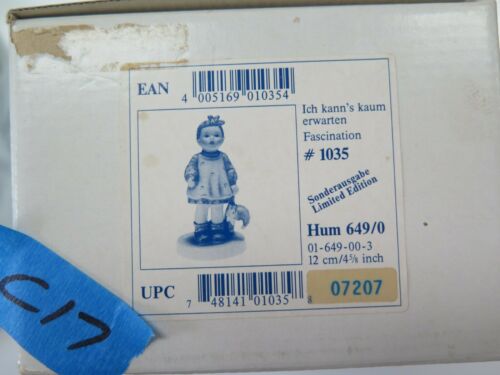 EAN
4 005169 010354
Ich kann's kaum
erwarten
Fascination
# 1035
Sonderausgabe
Limited Edition
Hum 649/0
01-649-00-3
12 cm/4⅝ inch
UPC
7 48141 01035 8
07207
C17